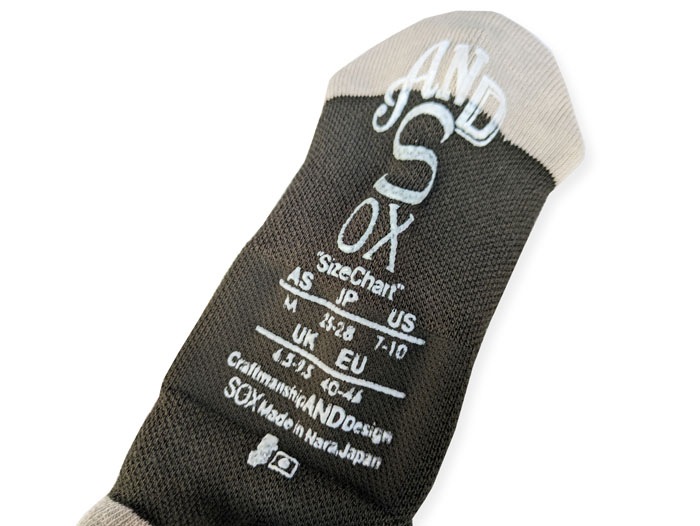 AND
S
OX
"SizeChart"
AS JP US
M 25-28 7-10
UK EU
6.5-9.5 40-46
CraftmanshipANDDesign
SOX Made in Nara,Japan